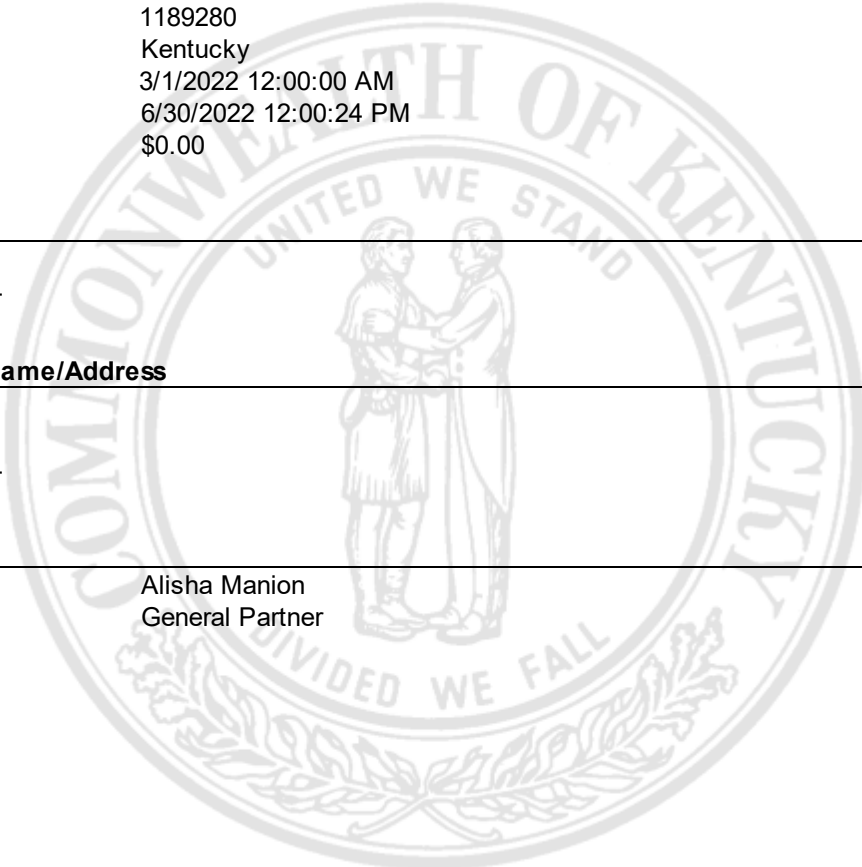 1189280
Kentucky
3/1/2022 12:00:00 AM
6/30/2022 12:00:24 PM
$0.00
COMMONWEALTH OF KENTUCKY
UNITED WE STAND
ame/Address
Alisha Manion
General Partner
DIVIDED WE FALL